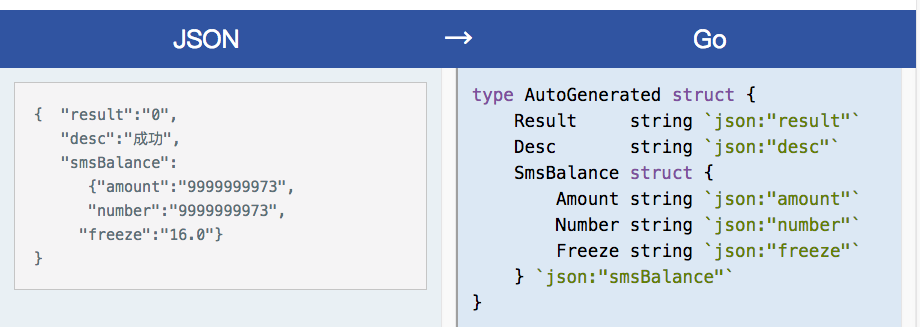 JSON → Go
{  "result":"0",
"desc":"成功",
"smsBalance":
{"amount":"9999999973",
"number":"9999999973",
"freeze":"16.0"}
}
type AutoGenerated struct {
Result     string `json:"result"`
Desc       string `json:"desc"`
SmsBalance struct {
Amount string `json:"amount"`
Number string `json:"number"`
Freeze string `json:"freeze"`
} `json:"smsBalance"`
}